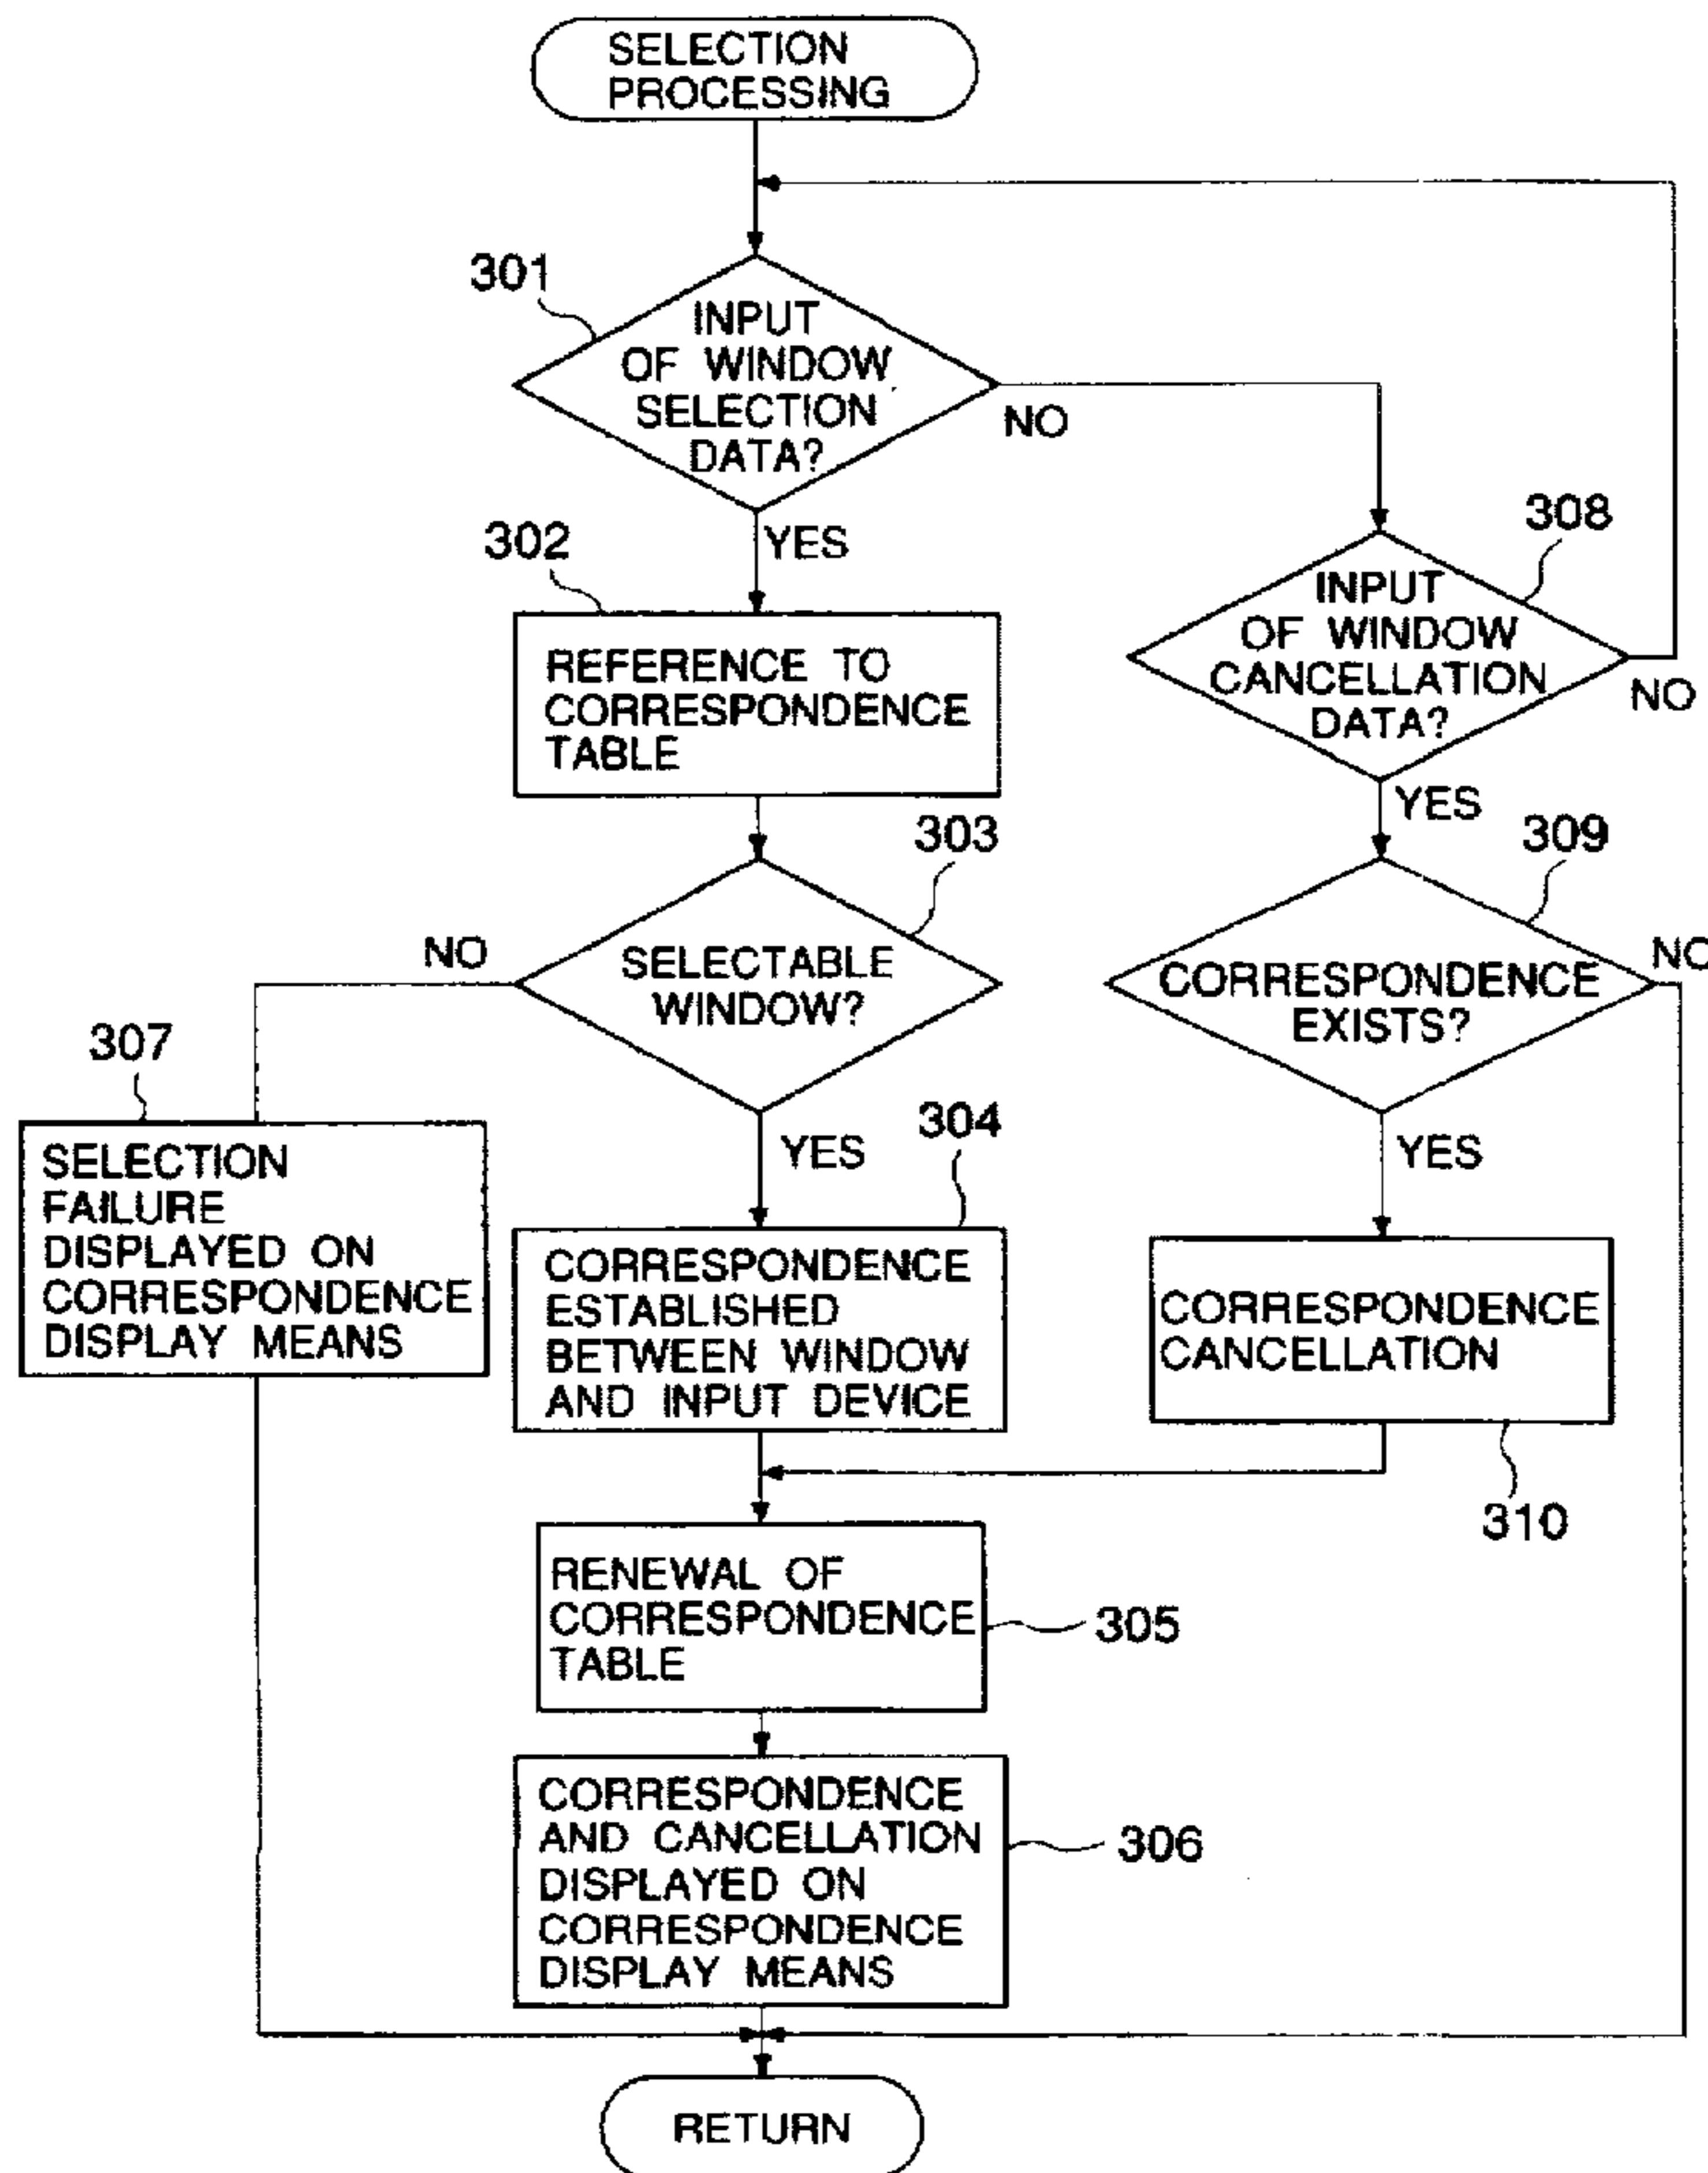 SELECTION
PROCESSING
301
INPUT
OF WINDOW
SELECTION
DATA?
NO
YES
302
REFERENCE TO
CORRESPONDENCE
TABLE
308
INPUT
OF WINDOW
CANCELLATION
DATA?
NO
YES
303
SELECTABLE
WINDOW?
NO
YES
309
CORRESPONDENCE
EXISTS?
NO
YES
307
SELECTION
FAILURE
DISPLAYED ON
CORRESPONDENCE
DISPLAY MEANS
304
CORRESPONDENCE
ESTABLISHED
BETWEEN WINDOW
AND INPUT DEVICE
CORRESPONDENCE
CANCELLATION
310
RENEWAL OF
CORRESPONDENCE
TABLE
305
CORRESPONDENCE
AND CANCELLATION
DISPLAYED ON
CORRESPONDENCE
DISPLAY MEANS
306
RETURN